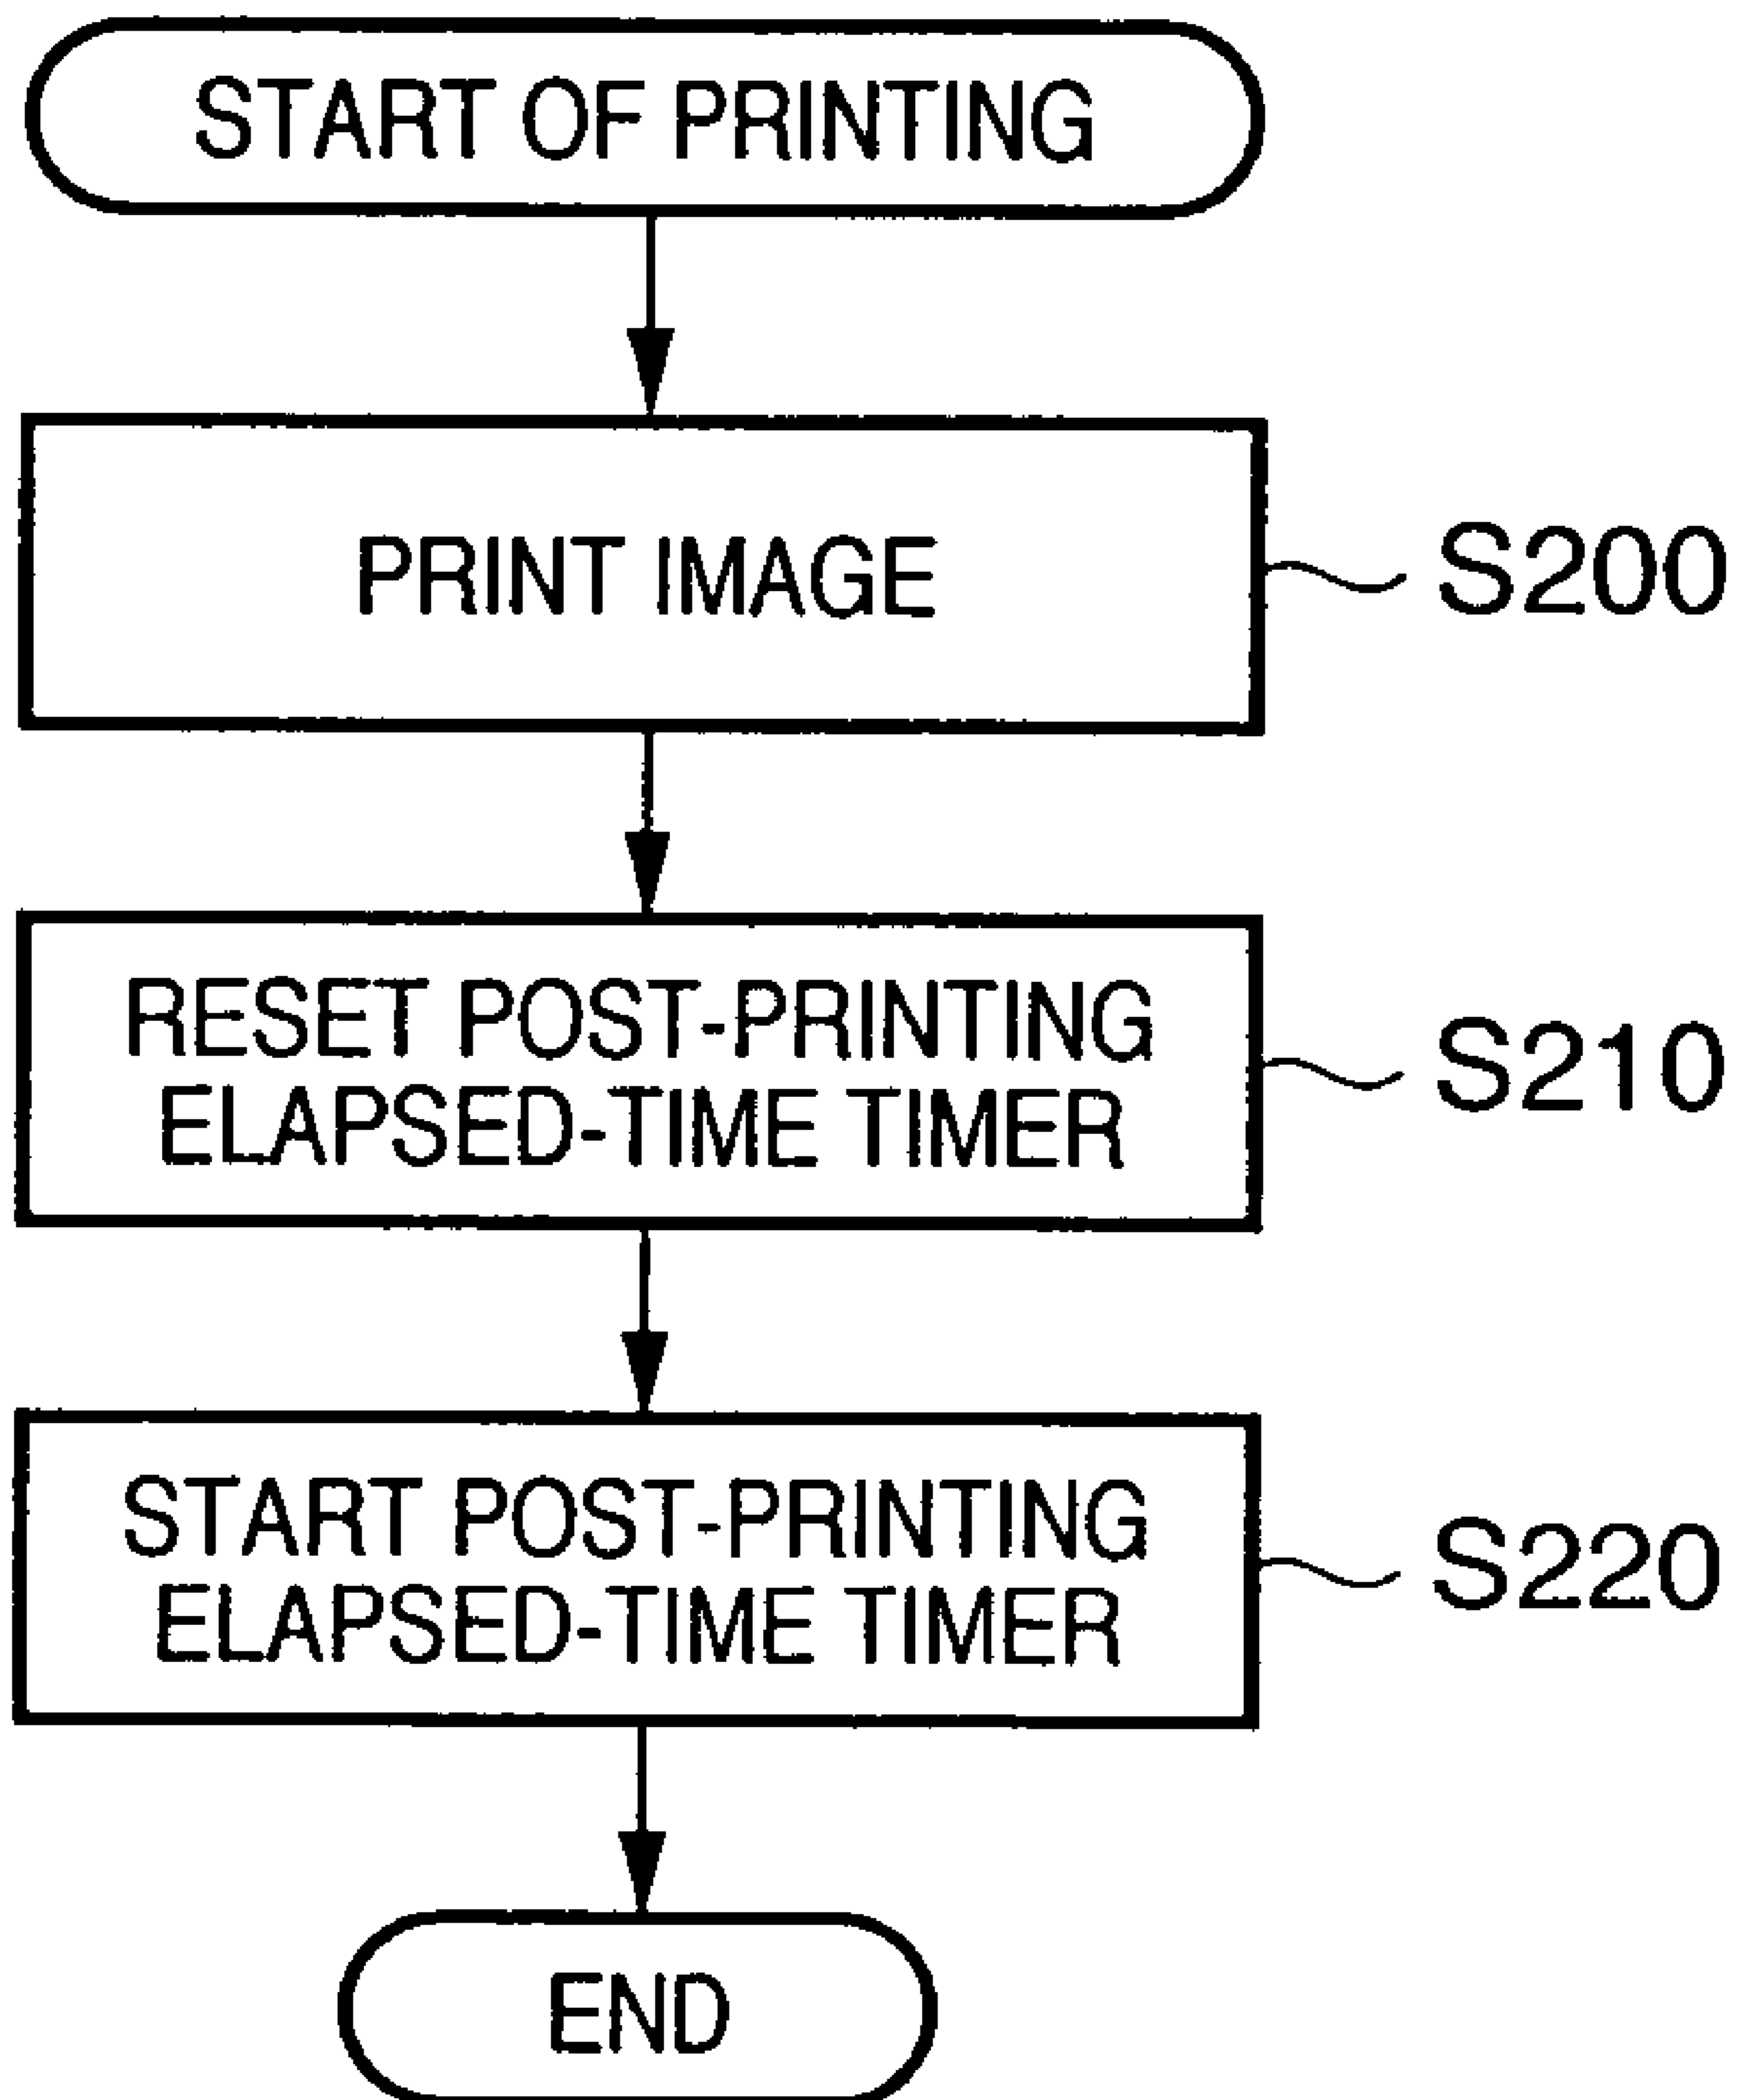 START OF PRINTING
PRINT IMAGE
S200
RESET POST-PRINTING
ELAPSED-TIME TIMER
S210
START POST-PRINTING
ELAPSED-TIME TIMER
S220
END